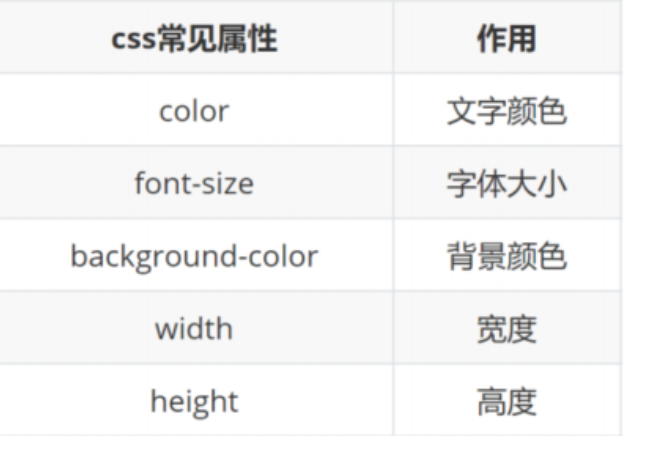 css常见属性 作用
color 文字颜色
font-size 字体大小
background-color 背景颜色
width 宽度
height 高度